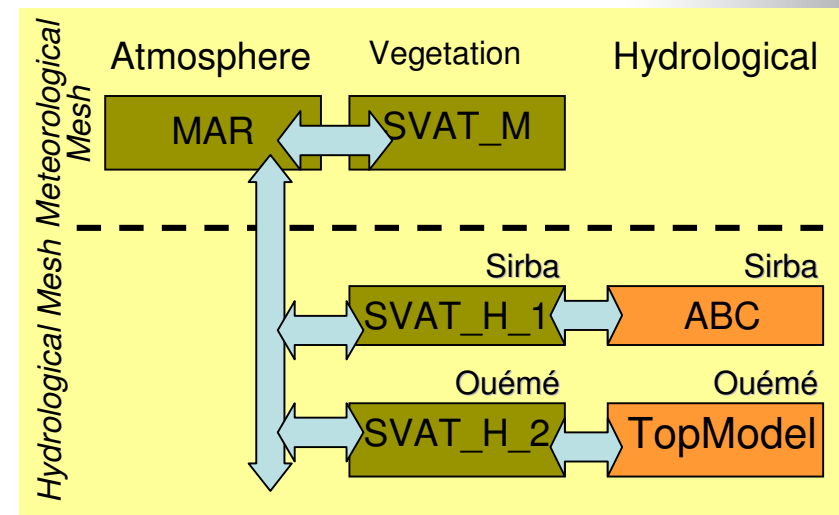 Meteorological
Mesh
Atmosphere Vegetation Hydrological
MAR SVAT_M
Hydrological Mesh
Sirba Sirba
SVAT_H_1 ABC
Ouémé Ouémé
SVAT_H_2 TopModel